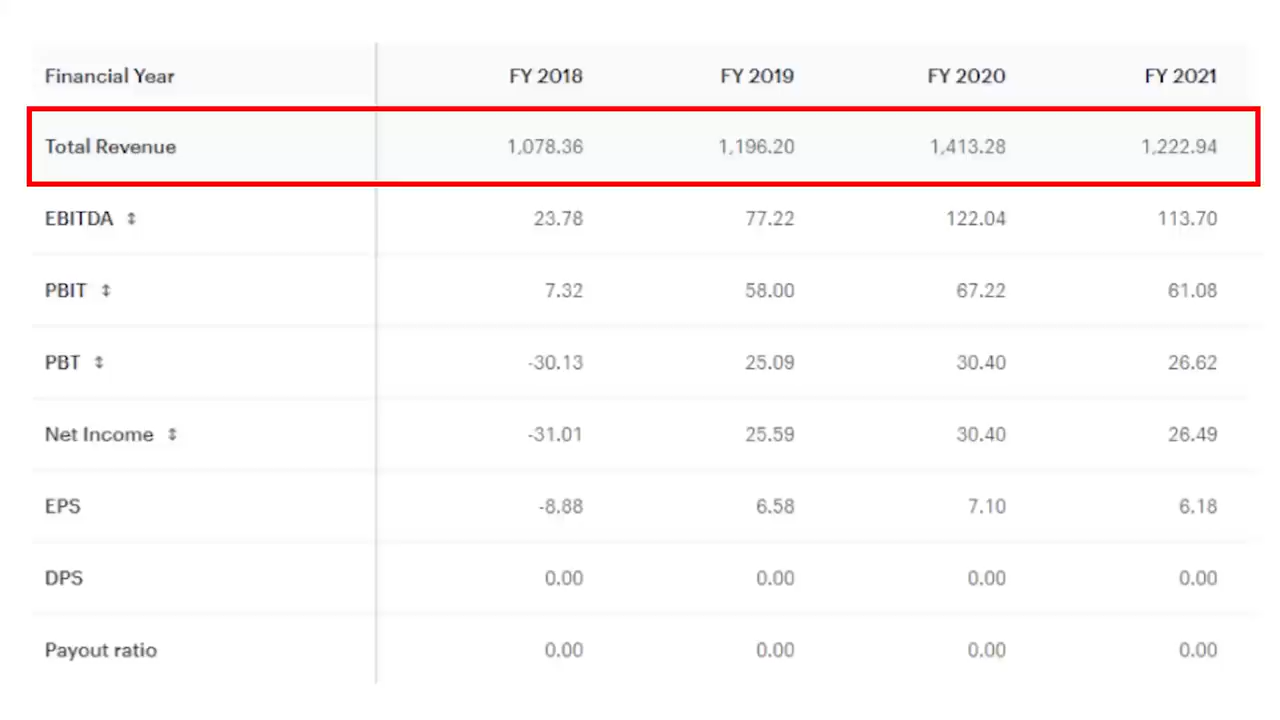 Financial Year FY 2018 FY 2019 FY 2020 FY 2021
Total Revenue 1,078.36 1,196.20 1,413.28 1,222.94
EBITDA 23.78 77.22 122.04 113.70
PBIT 7.32 58.00 67.22 61.08
PBT -30.13 25.09 30.40 26.62
Net Income -31.01 25.59 30.40 26.49
EPS -8.88 6.58 7.10 6.18
DPS 0.00 0.00 0.00 0.00
Payout ratio 0.00 0.00 0.00 0.00